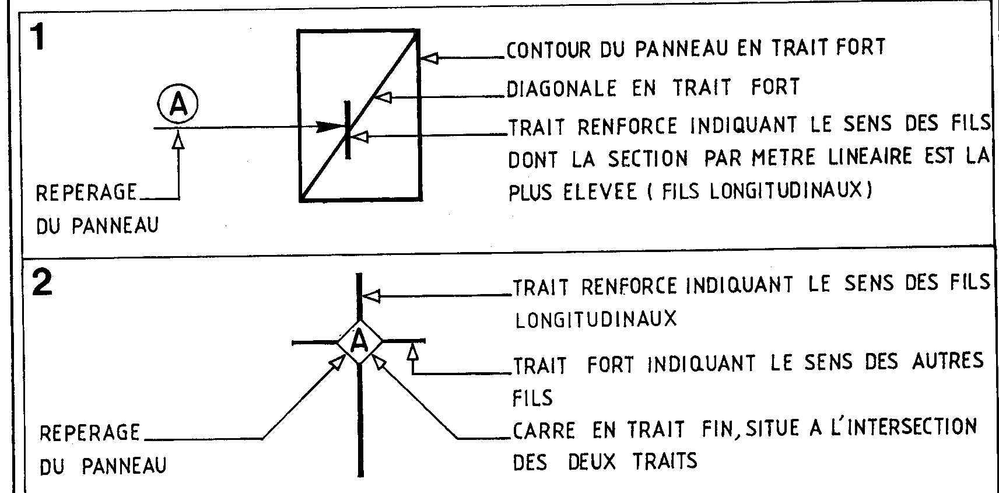 1
CONTOUR DU PANNEAU EN TRAIT FORT
DIAGONALE EN TRAIT FORT
A
TRAIT RENFORCE INDIQUANT LE SENS DES FILS
DONT LA SECTION PAR METRE LINEAIRE EST LA
PLUS ELEVEE ( FILS LONGITUDINAUX)
REPERAGE
DU PANNEAU
2
TRAIT RENFORCE INDIQUANT LE SENS DES FILS
LONGITUDINAUX
A
TRAIT FORT INDIQUANT LE SENS DES AUTRES
FILS
REPERAGE
DU PANNEAU
CARRE EN TRAIT FIN, SITUE A L'INTERSECTION
DES DEUX TRAITS